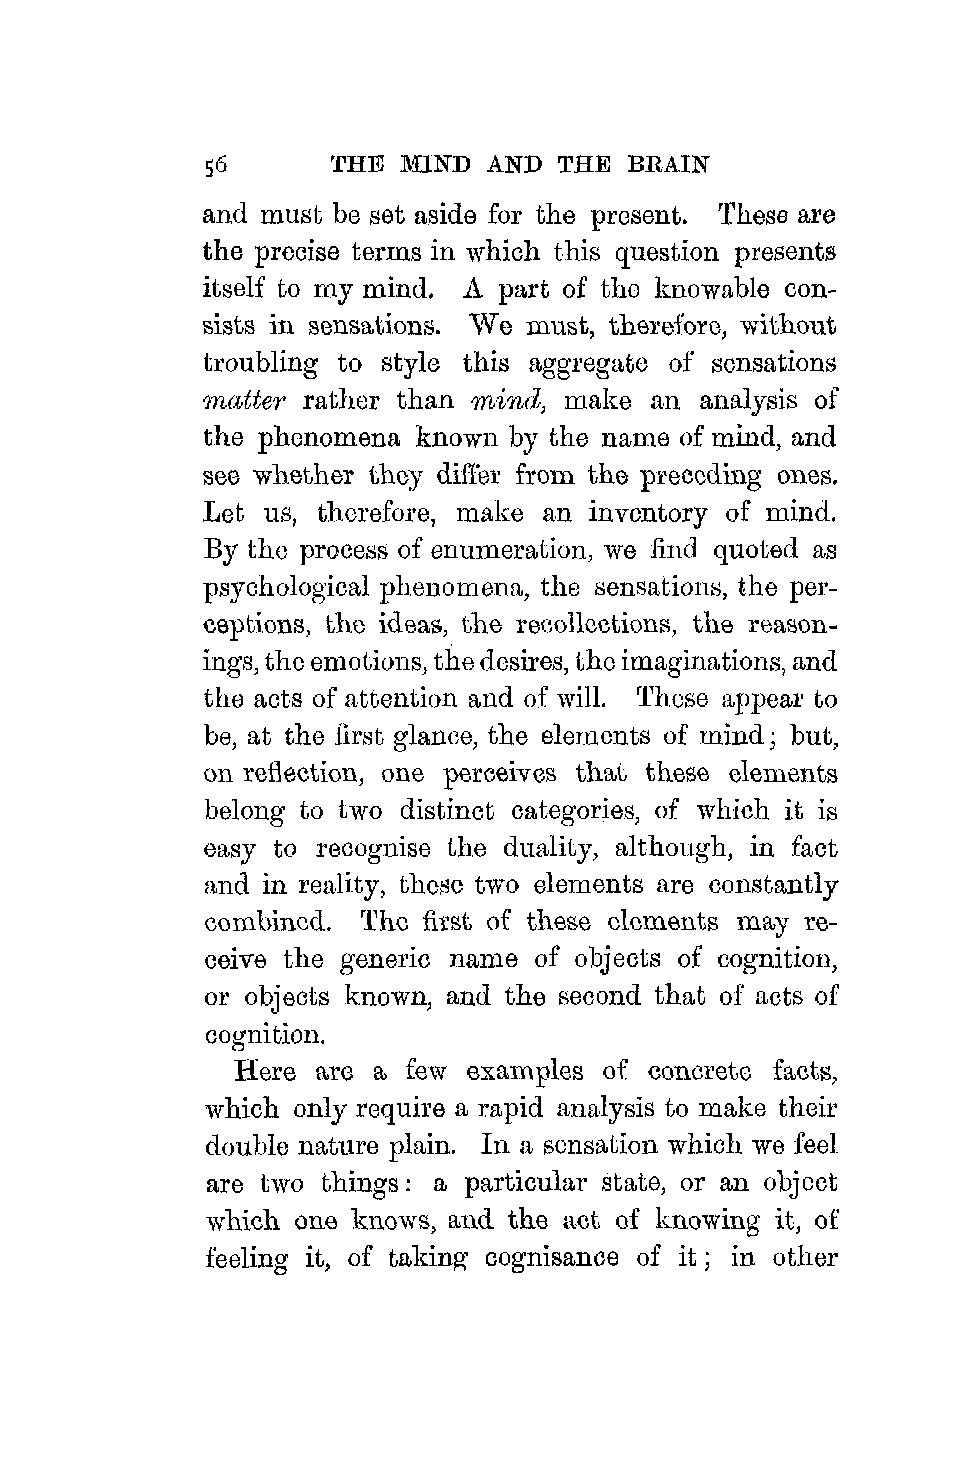 56 THE MIND AND THE BRAIN
and must be set aside for the present. These are
the precise terms in which this question presents
itself to my mind. A part of the knowable con-
sists in sensations. We must, therefore, without
troubling to style this aggregate of sensations
matter rather than mind, make an analysis of
the phenomena known by the name of mind, and
see whether they differ from the preceding ones.
Let us, therefore, make an inventory of mind.
By the process of enumeration, we find quoted as
psychological phenomena, the sensations, the per-
ceptions, the ideas, the recollections, the reason-
ings, the emotions, the desires, the imaginations, and
the acts of attention and of will. These appear to
be, at the first glance, the elements of mind; but,
on reflection, one perceives that these elements
belong to two distinct categories, of which it is
easy to recognise the duality, although, in fact
and in reality, these two elements are constantly
combined. The first of these elements may re-
ceive the generic name of objects of cognition,
or objects known, and the second that of acts of
cognition.
Here are a few examples of concrete facts,
which only require a rapid analysis to make their
double nature plain. In a sensation which we feel
are two things: a particular state, or an object
which one knows, and the act of knowing it, of
feeling it, of taking cognisance of it; in other